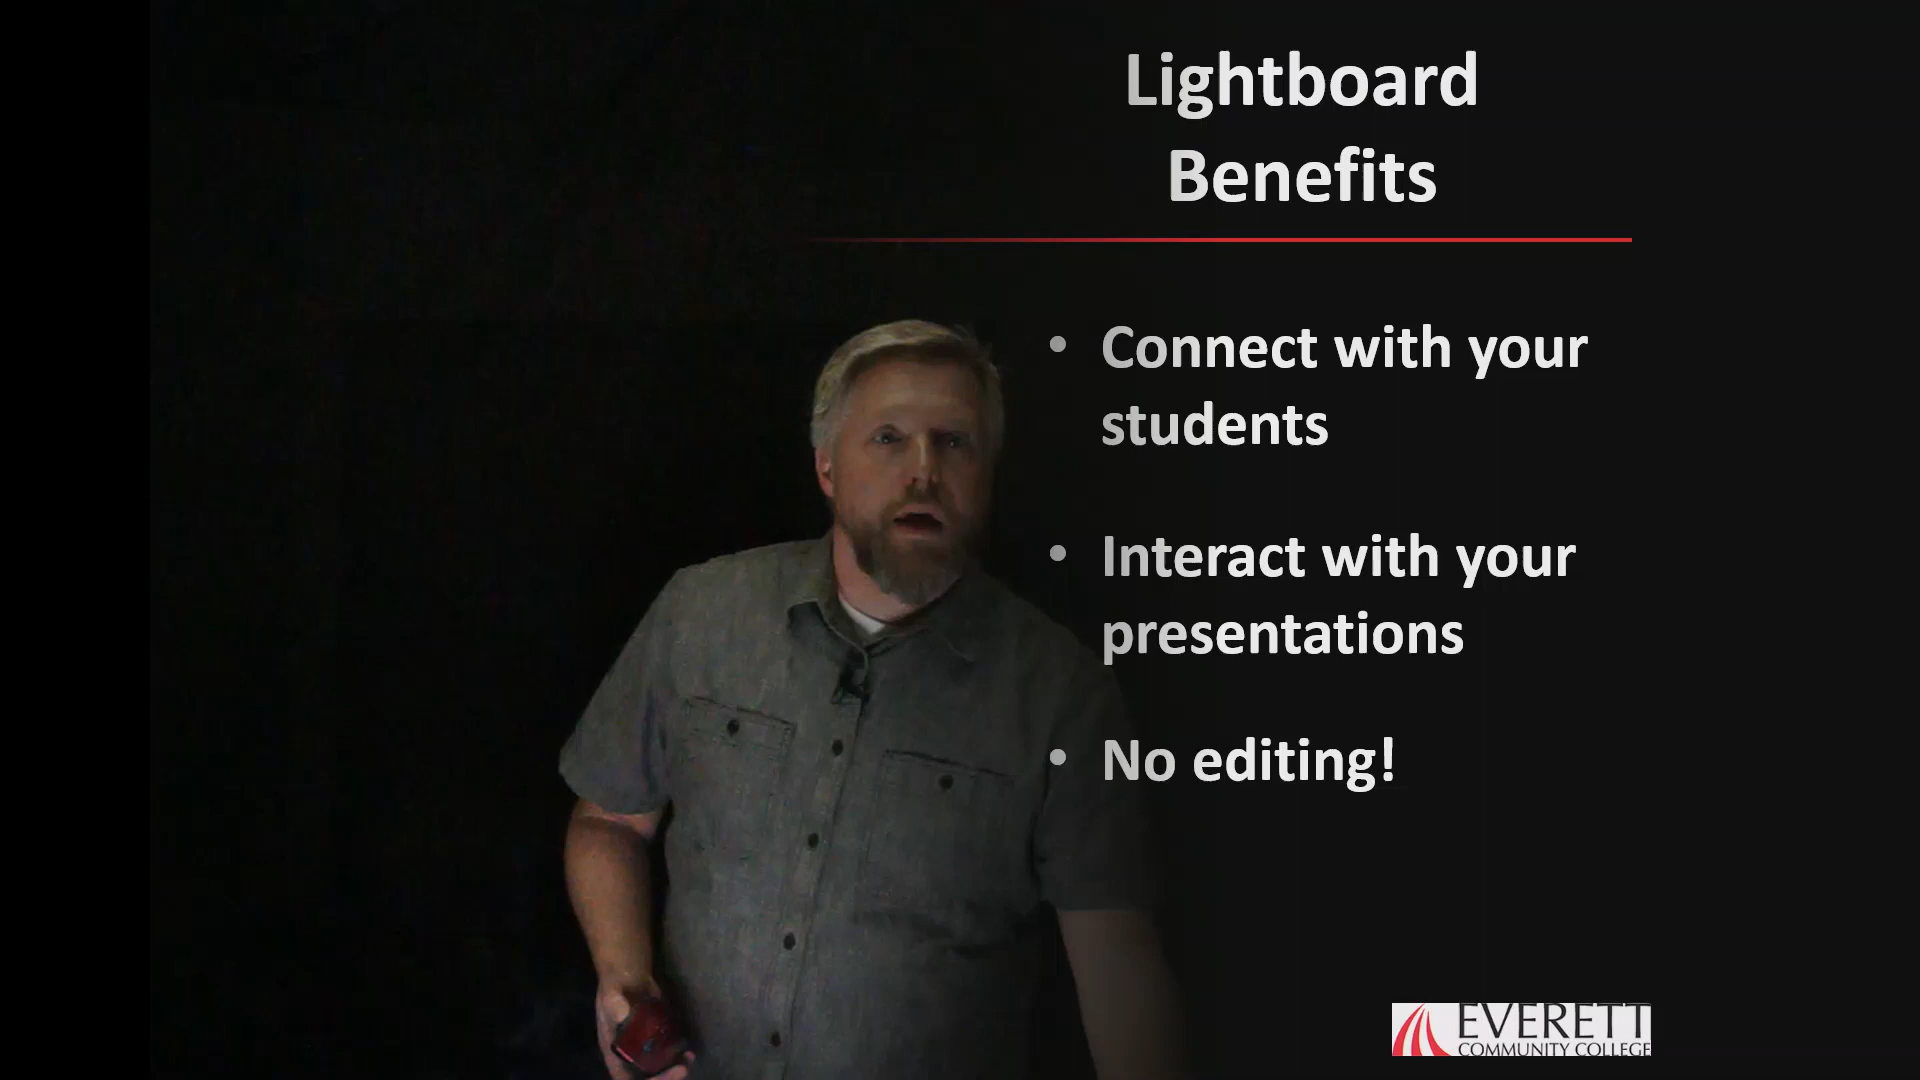 Lightboard
Benefits
• Connect with your
students
• Interact with your
presentations
• No editing!
EVERETT
COMMUNITY COLLEGE